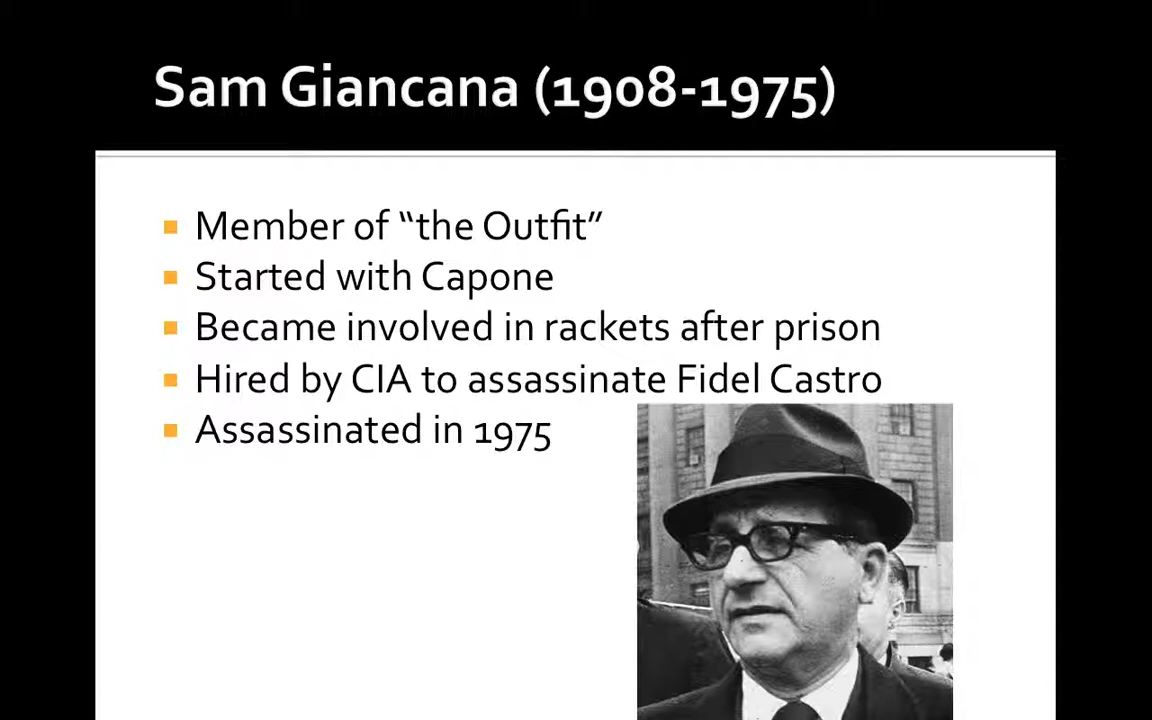 Sam Giancana (1908-1975)
Member of “the Outfit”
Started with Capone
Became involved in rackets after prison
Hired by CIA to assassinate Fidel Castro
Assassinated in 1975